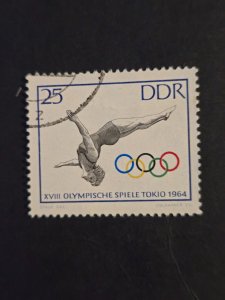 25 DDR
XVIII OLYMPISCHE SPIELE TOKIO 1964